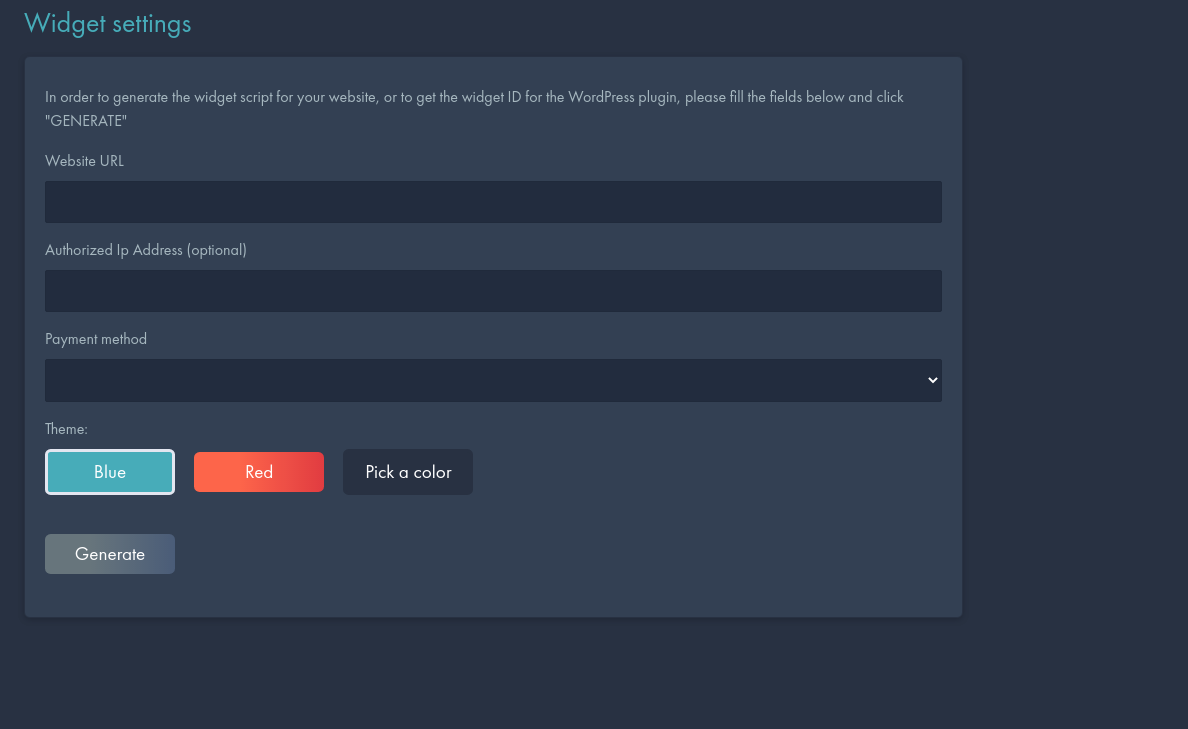 Widget settings
In order to generate the widget script for your website, or to get the widget ID for the WordPress plugin, please fill the fields below and click
"GENERATE"
Website URL
Authorized Ip Address (optional)
Payment method
Theme:
Blue Red Pick a color
Generate